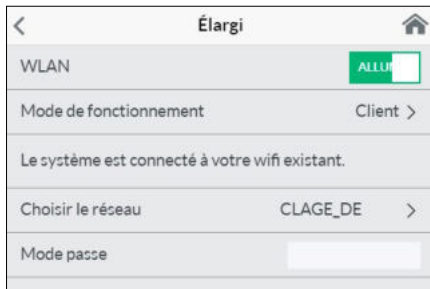 Élargi
WLAN ALLU
Mode de fonctionnement Client >
Le système est connecté à votre wifi existant.
Choisir le réseau CLAGE_DE >
Mode passe